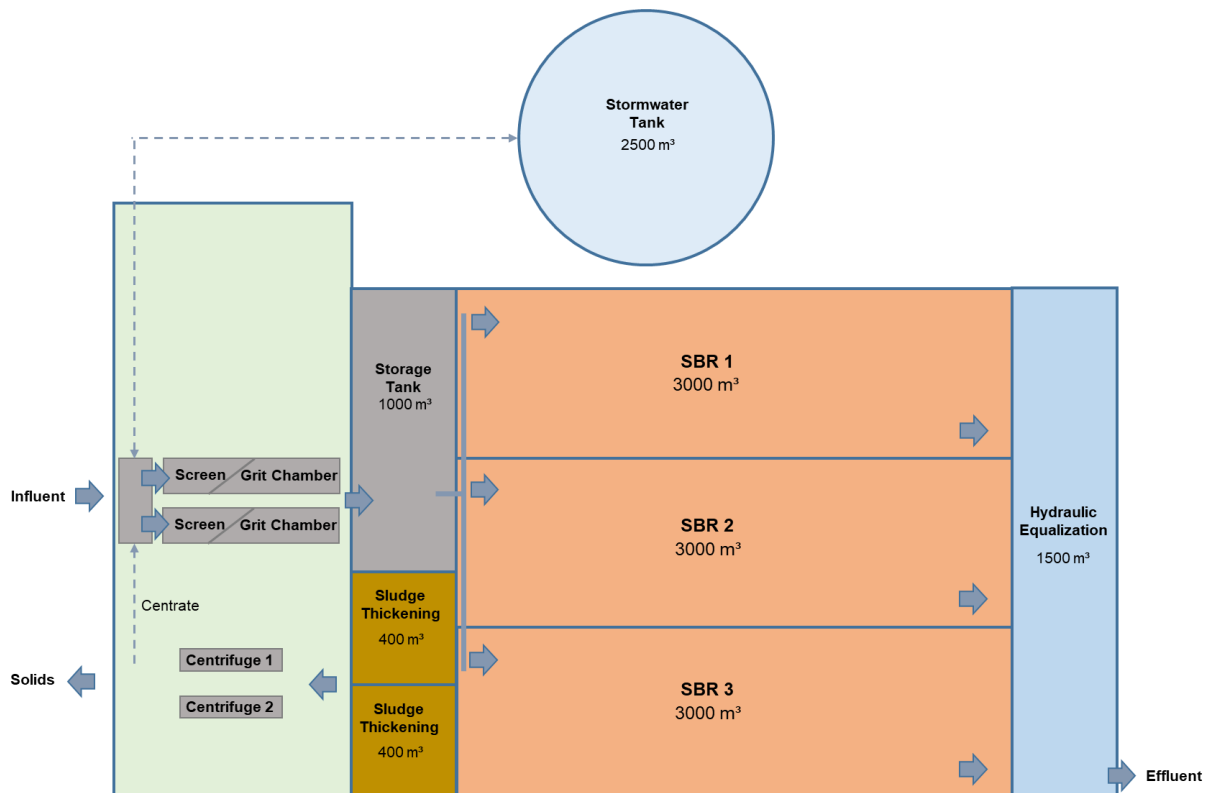 Stormwater
Tank
2500 m³
Storage
Tank
1000 m³
SBR 1
3000 m³
Influent
Screen
Grit Chamber
Screen
Grit Chamber
SBR 2
3000 m³
Hydraulic
Equalization
1500 m³
Centrate
Sludge
Thickening
400 m³
Solids
Centrifuge 1
Centrifuge 2
Sludge
Thickening
400 m³
SBR 3
3000 m³
Effluent